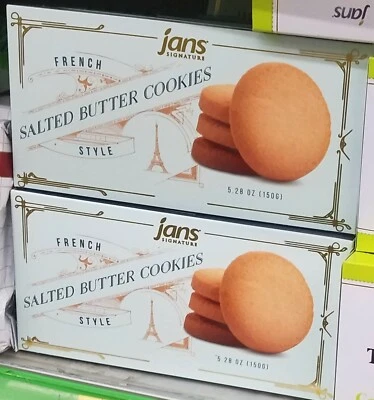 jans
SIGNATURE
FRENCH
SALTED BUTTER COOKIES
STYLE
5.28 OZ (150G)
jans
SIGNATURE
FRENCH
SALTED BUTTER COOKIES
STYLE
5.28 OZ (150G)
jans